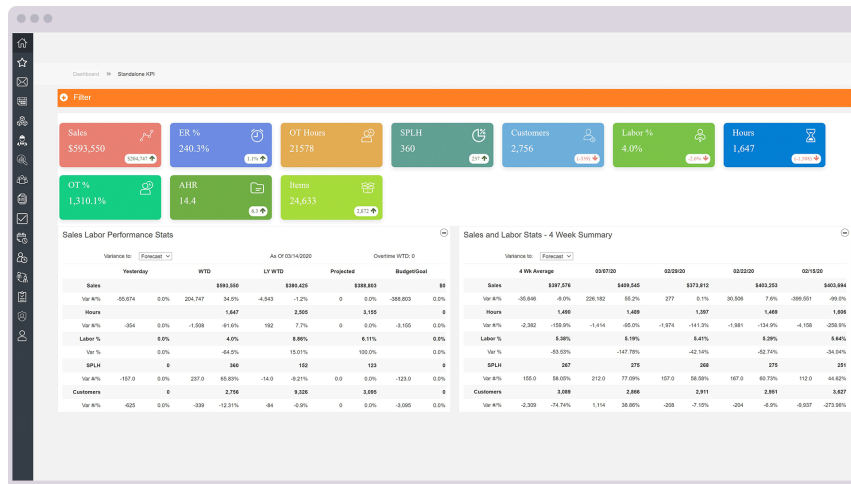 Dashboard » Standalone KPI
Filter
Sales
$593,550
$204,747
ER %
240.3%
1.1%
OT Hours
21578
SPLH
360
237
Customers
2,756
(-339)
Labor %
4.0%
-2.6%
Hours
1,647
(-1,508)
OT %
1,310.1%
AHR
14.4
6.3
Items
24,633
2,872
Sales Labor Performance Stats
Variance to: Forecast As Of 03/14/2020 Overtime WTD: 0
Yesterday WTD LY WTD Projected Budget/Goal
Sales $593,550 $380,425 $388,803 $0
Var #/% -55,674 0.0% 204,747 34.5% -4,543 -1.2% 0 0.0% -388,803 0.0%
Hours 1,647 2,505 3,155 0
Var #/% -354 0.0% -1,508 -91.6% 192 7.7% 0 0.0% -3,155 0.0%
Labor % 0.0% 4.0% 8.86% 6.11% 0.0%
Var % 0.0% -64.5% 15.01% 100.0% 0.0%
SPLH 0 360 152 123 0
Var #/% -157.0 0.0% 237.0 65.83% -14.0 -9.21% 0.0 0.0% -123.0 0.0%
Customers 0 2,756 9,326 3,095 0
Var #/% -625 0.0% -339 -12.31% -84 -0.9% 0 0.0% -3,095 0.0%
Sales and Labor Stats - 4 Week Summary
Variance to: Forecast
4 Wk Average 03/07/20 02/29/20 02/22/20 02/15/20
Sales $397,576 $409,545 $373,812 $403,253 $403,694
Var #/% -35,646 -9.0% 226,182 55.2% 277 0.1% 30,506 7.6% -399,551 -99.0%
Hours 1,490 1,489 1,397 1,469 1,606
Var #/% -2,382 -159.9% -1,414 -95.0% -1,974 -141.3% -1,981 -134.9% -4,158 -258.9%
Labor % 5.38% 5.19% 5.41% 5.29% 5.64%
Var % -53.53% -147.78% -42.14% -52.74% -34.04%
SPLH 267 275 268 275 251
Var #/% 155.0 58.05% 212.0 77.09% 157.0 58.58% 167.0 60.73% 112.0 44.62%
Customers 3,089 2,866 2,911 2,951 3,627
Var #/% -2,309 -74.74% 1,114 38.86% -208 -7.15% -204 -6.9% -9,937 -273.96%